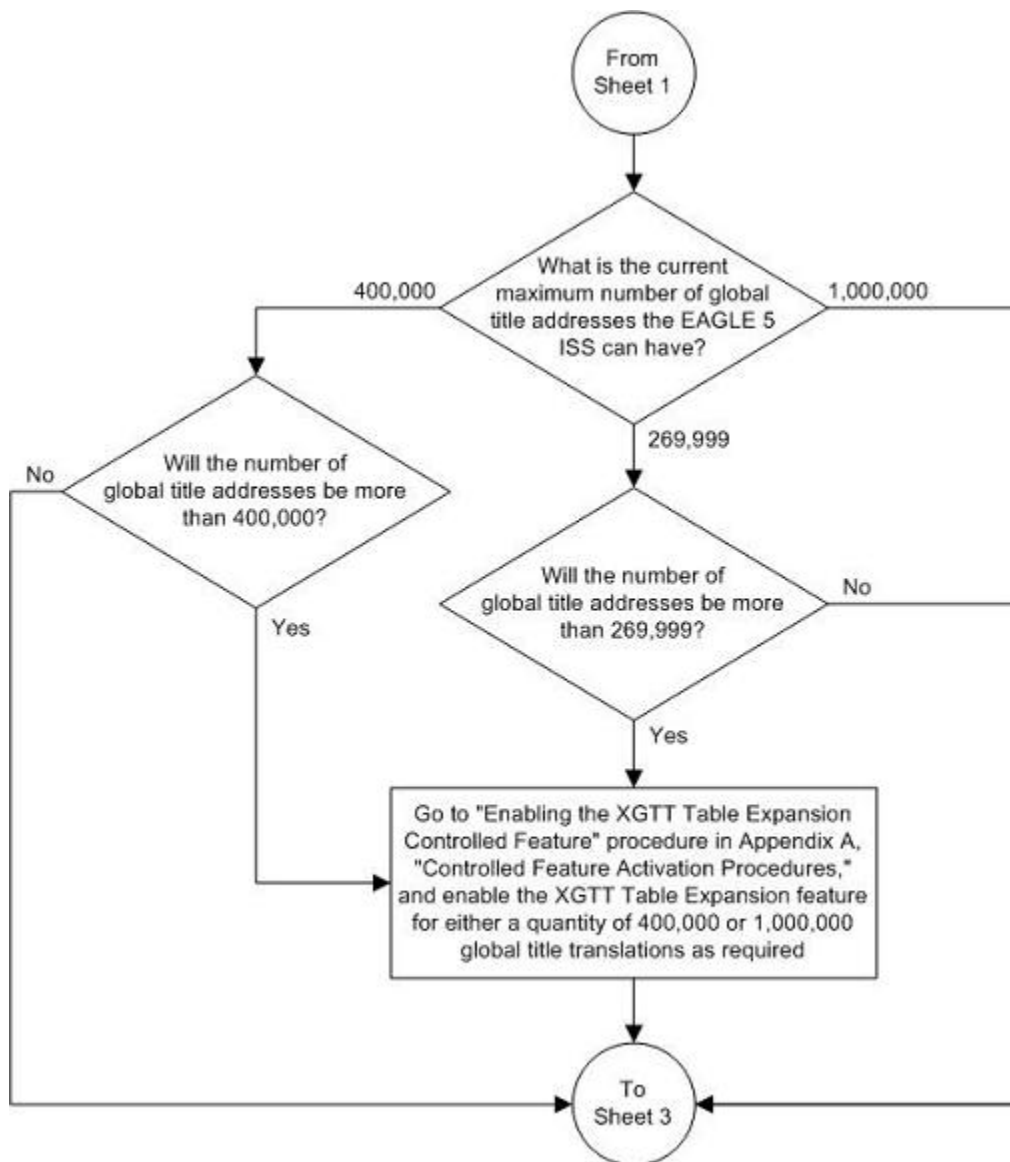 From
Sheet 1
What is the current
maximum number of global
title addresses the EAGLE 5
ISS can have?
400,000
1,000,000
269,999
Will the number of
global title addresses be more
than 400,000?
No
Yes
Will the number of
global title addresses be more
than 269,999?
No
Yes
Go to "Enabling the XGTT Table Expansion
Controlled Feature" procedure in Appendix A,
"Controlled Feature Activation Procedures,"
and enable the XGTT Table Expansion feature
for either a quantity of 400,000 or 1,000,000
global title translations as required
To
Sheet 3